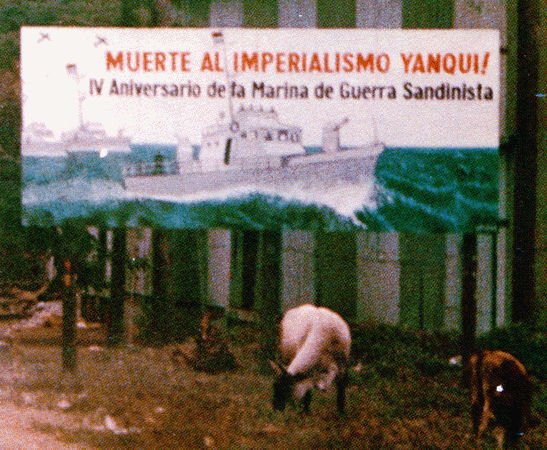 MUERTE AL IMPERIALISMO YANQUI!
IV Aniversario de la Marina de Guerra Sandinista